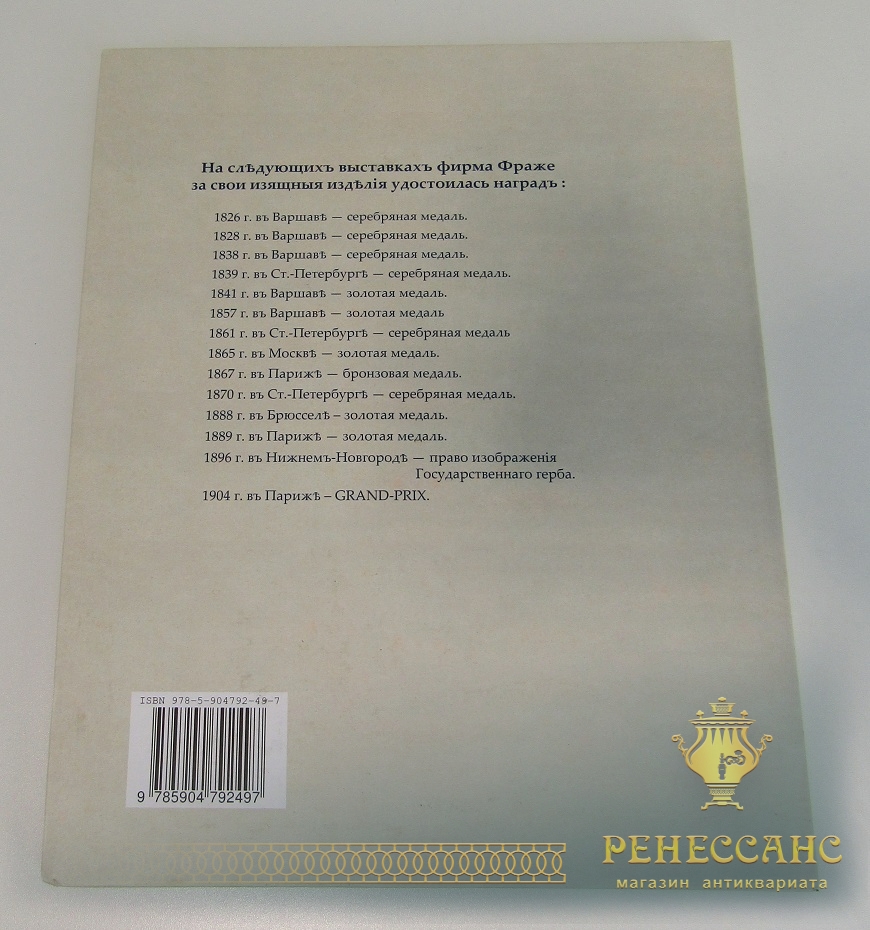 На слѣдующихъ выставкахъ фирма Фраже
за свои изящныя издѣлія удостоилась наградъ :
1826 г. въ Варшавѣ — серебряная медаль.
1828 г. въ Варшавѣ — серебряная медаль.
1838 г. въ Варшавѣ — серебряная медаль.
1839 г. въ Ст.-Петербургѣ — серебряная медаль.
1841 г. въ Варшавѣ — золотая медаль.
1857 г. въ Варшавѣ — золотая медаль
1861 г. въ Ст.-Петербургѣ — серебряная медаль
1865 г. въ Москвѣ — золотая медаль.
1867 г. въ Парижѣ — бронзовая медаль.
1870 г. въ Ст.-Петербургѣ — серебряная медаль.
1888 г. въ Брюсселѣ – золотая медаль.
1889 г. въ Парижѣ — золотая медаль.
1896 г. въ Нижнемъ-Новгородѣ — право изображенія
Государственнаго герба.
1904 г. въ Парижѣ – GRAND-PRIX.
ISBN 978-5-904792-49-7
9 785904 792497
РЕНЕССАНС
магазин антиквариата